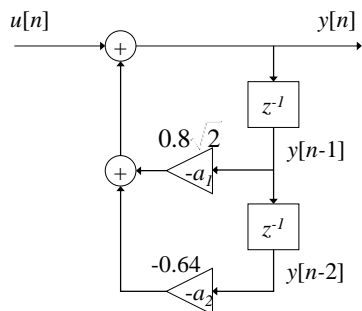 u[n] y[n]
+
z⁻¹
0.8√2 y[n-1]
+ -a₁
z⁻¹
-0.64 y[n-2]
-a₂